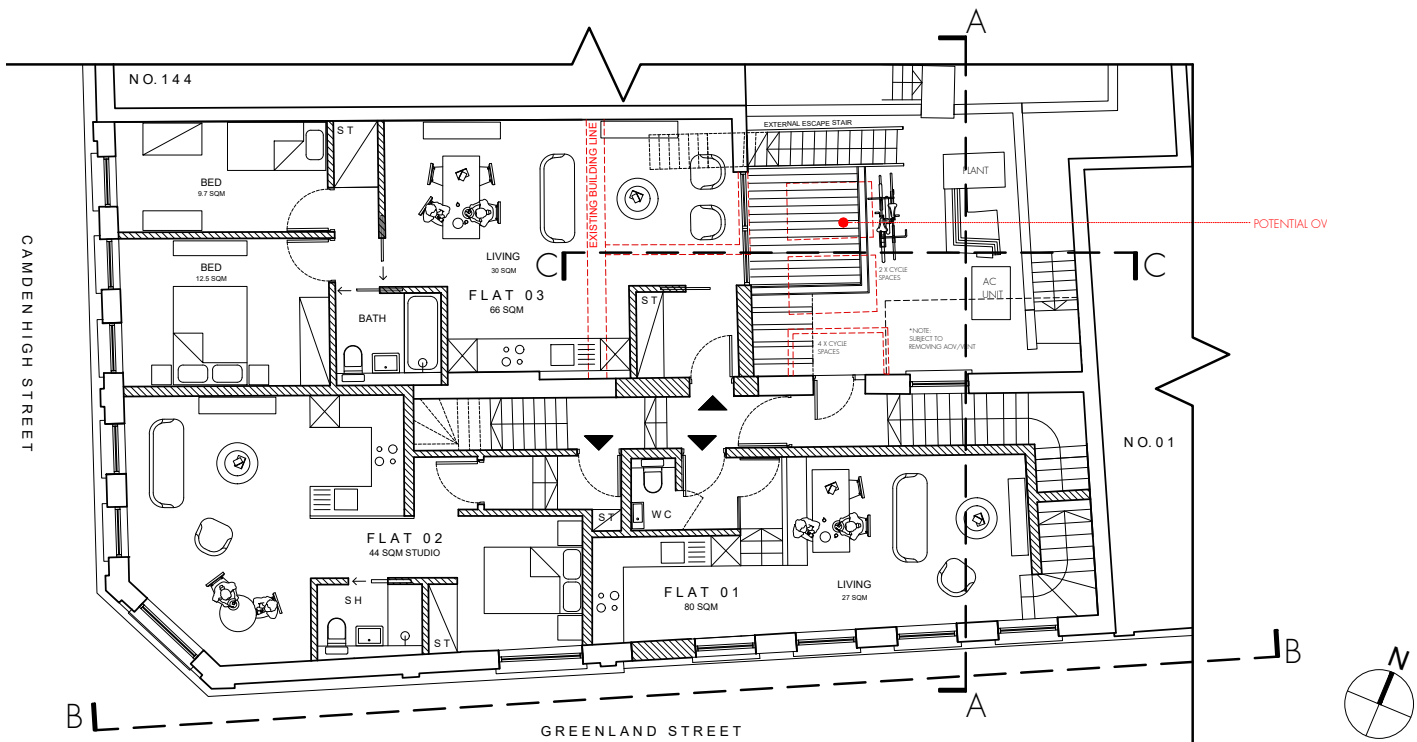 A
NO. 144
EXTERNAL ESCAPE STAIR
ST
EXISTING BUILDING LINE
PLANT
BED
9.7 SQM
POTENTIAL OV
CAMDEN HIGH STREET
LIVING
30 SQM
C
C
BED
12.5 SQM
2 X CYCLE
SPACES
AC
UNIT
FLAT 03
66 SQM
ST
BATH
*NOTE:
SUBJECT TO
REMOVING AOV/VENT
4 X CYCLE
SPACES
NO. 01
WC
ST
FLAT 02
44 SQM STUDIO
LIVING
27 SQM
FLAT 01
80 SQM
SH
ST
B
N
A
B
GREENLAND STREET